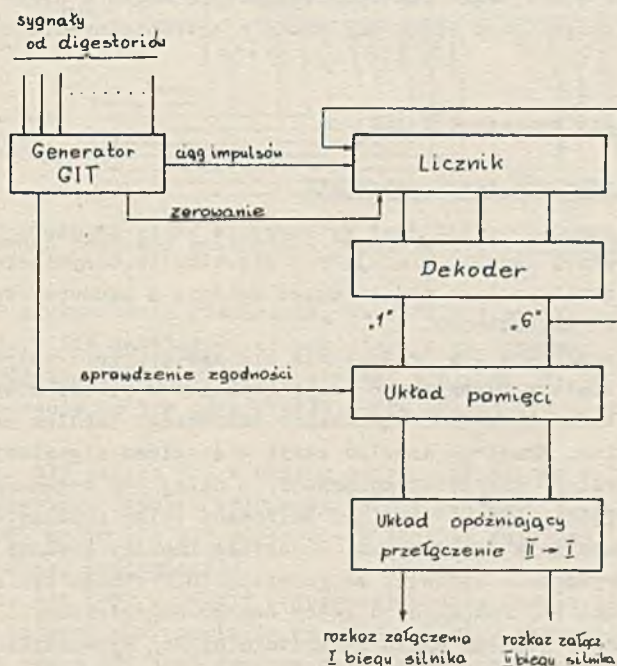 sygnały
od digestoriów
Generator
GIT
ciąg impulsów
Licznik
zerowanie
Dekoder
„1"
„6"
sprawdzenie zgodności
Układ pamięci
Układ opóźniający
przełączenie II → I
rozkaz załączenia
I biegu silnika
rozkaz załącz.
II biegu silnika